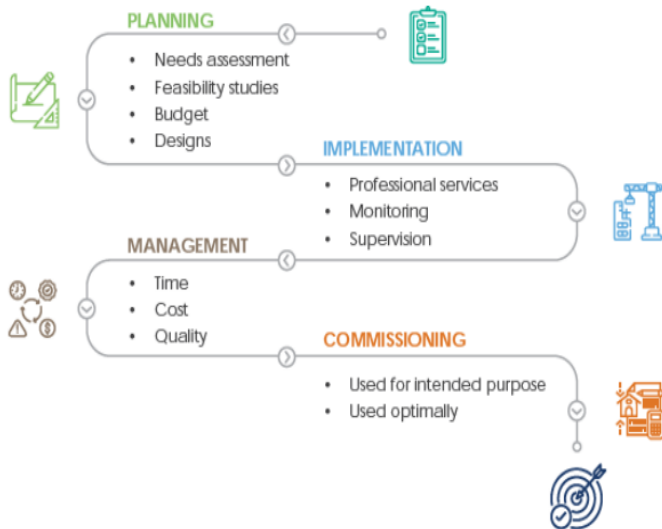 PLANNING
• Needs assessment
• Feasibility studies
• Budget
• Designs
IMPLEMENTATION
• Professional services
• Monitoring
• Supervision
MANAGEMENT
• Time
• Cost
• Quality
COMMISSIONING
• Used for intended purpose
• Used optimally